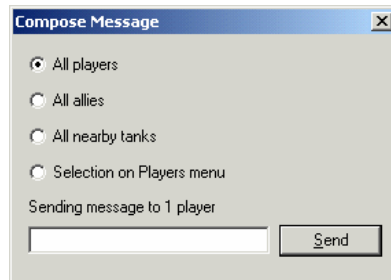 Compose Message
All players
All allies
All nearby tanks
Selection on Players menu
Sending message to 1 player
Send